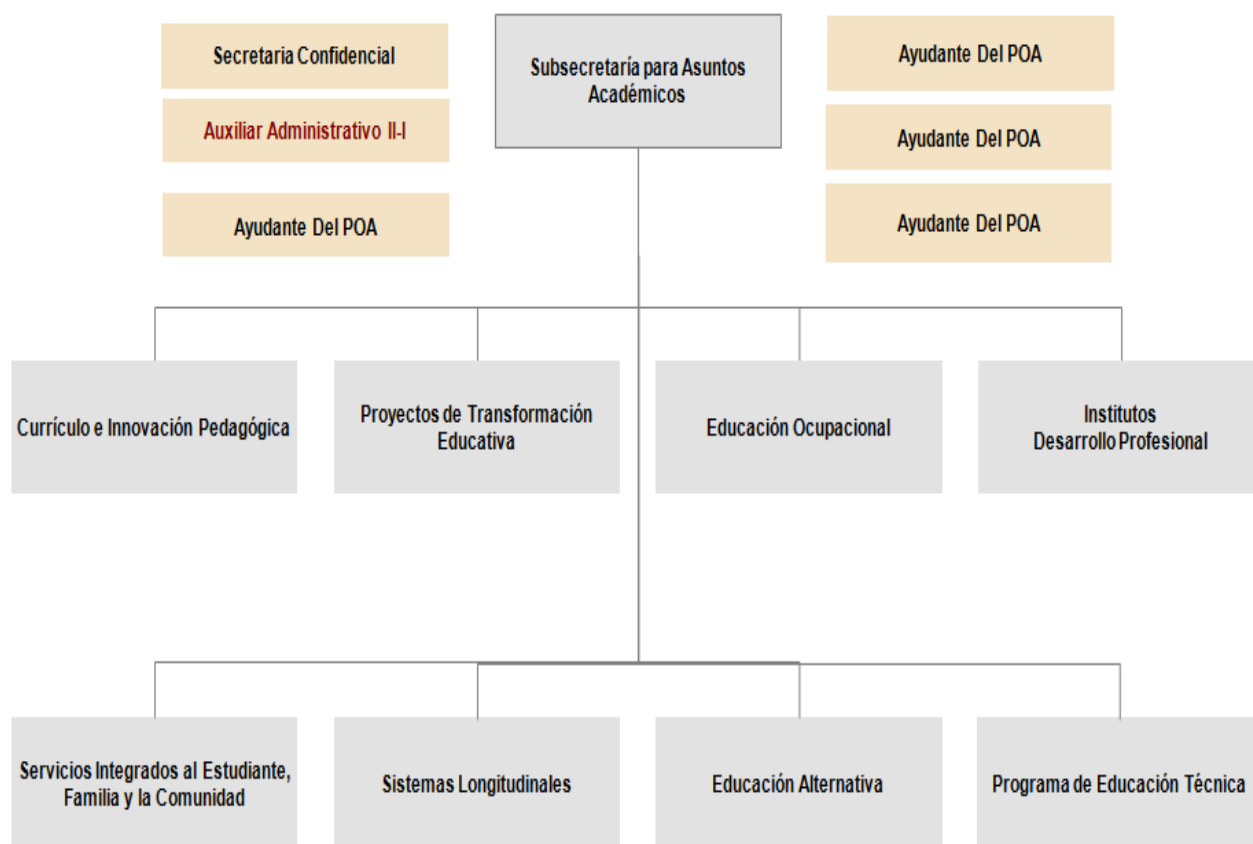 Secretaria Confidencial
Auxiliar Administrativo II-I
Ayudante Del POA
Subsecretaría para Asuntos
Académicos
Ayudante Del POA
Ayudante Del POA
Ayudante Del POA
Currículo e Innovación Pedagógica
Proyectos de Transformación
Educativa
Educación Ocupacional
Institutos
Desarrollo Profesional
Servicios Integrados al Estudiante,
Familia y la Comunidad
Sistemas Longitudinales
Educación Alternativa
Programa de Educación Técnica